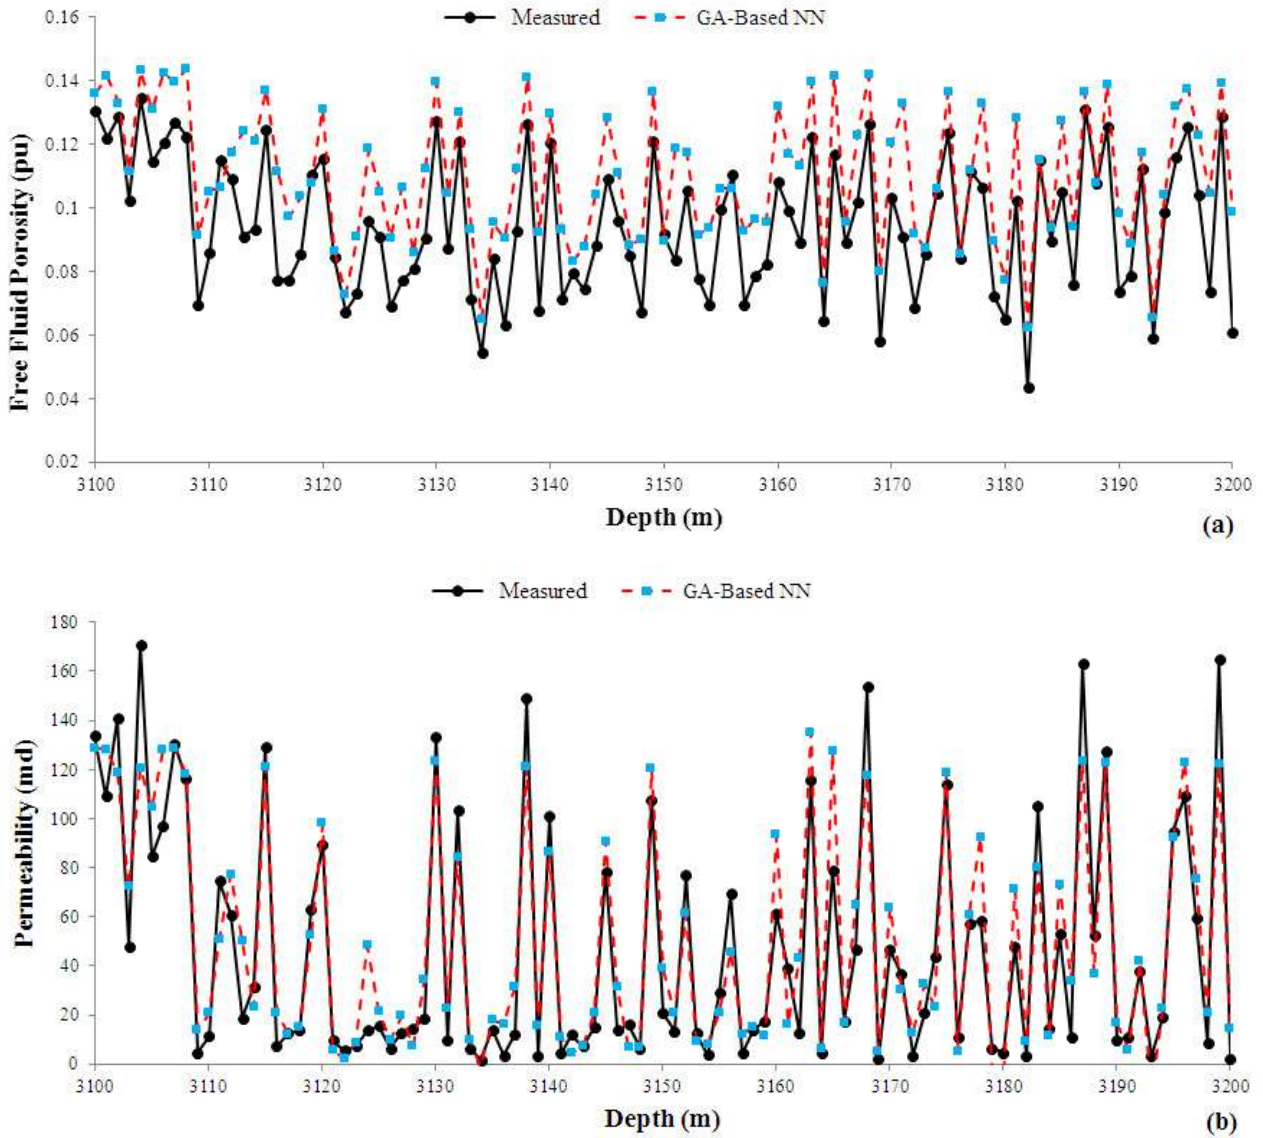 Measured GA-Based NN
Free Fluid Porosity (pu)
0.16
0.14
0.12
0.1
0.08
0.06
0.04
0.02
3100 3110 3120 3130 3140 3150 3160 3170 3180 3190 3200
Depth (m)
(a)
Measured GA-Based NN
Permeability (md)
180
160
140
120
100
80
60
40
20
0
3100 3110 3120 3130 3140 3150 3160 3170 3180 3190 3200
Depth (m)
(b)